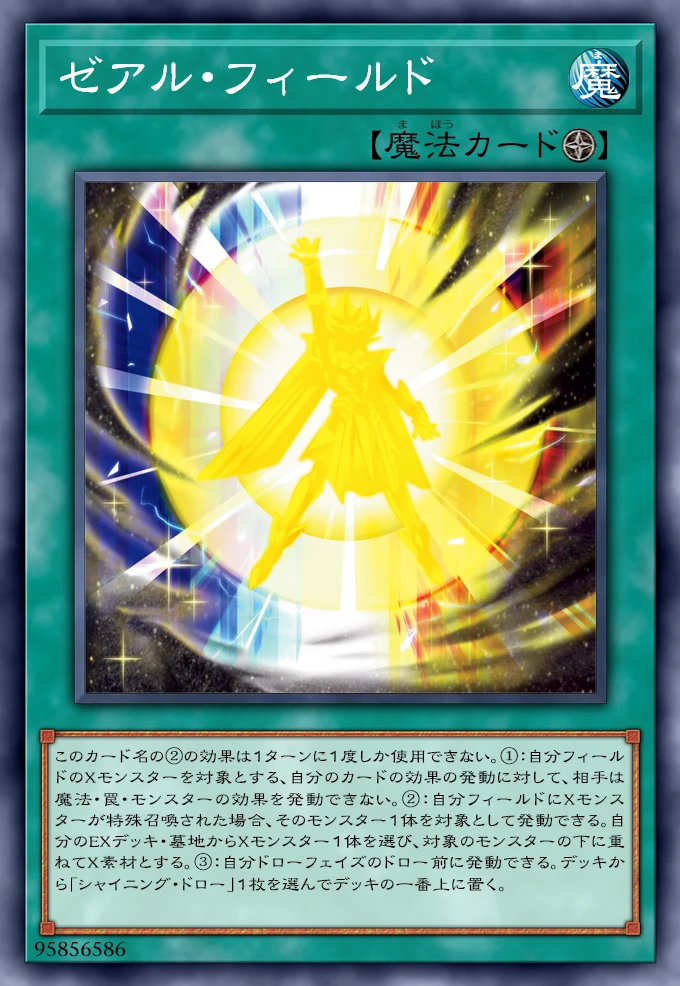 ゼアル・フィールド
魔
ま
ま ほう
【魔法カード】
このカード名の②の効果は1ターンに1度しか使用できない。①:自分フィール
ドのXモンスターを対象とする、自分のカードの効果の発動に対して、相手は
魔法・罠・モンスターの効果を発動できない。②:自分フィールドにXモンス
ターが特殊召喚された場合、そのモンスター1体を対象として発動できる。自
分のEXデッキ・墓地からXモンスター1体を選び、対象のモンスターの下に重
ねてX素材とする。③:自分ドローフェイズのドロー前に発動できる。デッキか
ら「シャイニング・ドロー」1枚を選んでデッキの一番上に置く。
95856586